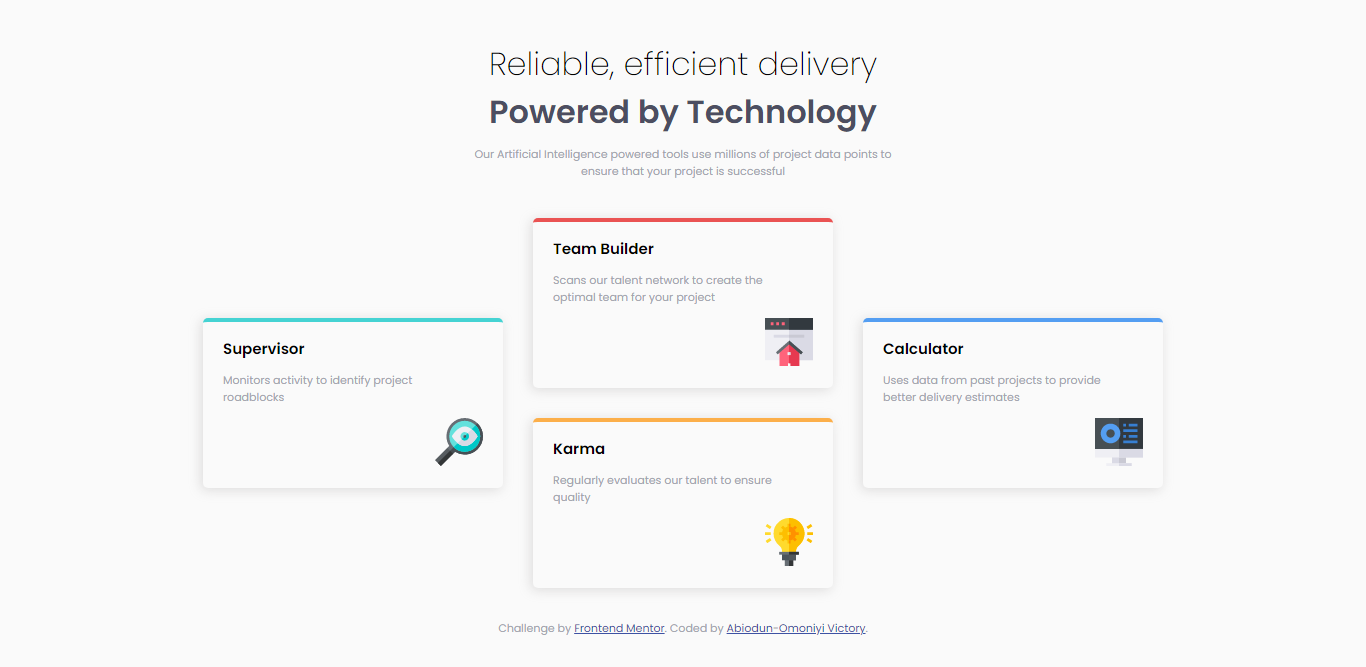 Reliable, efficient delivery
Powered by Technology
Our Artificial Intelligence powered tools use millions of project data points to
ensure that your project is successful
Team Builder
Scans our talent network to create the
optimal team for your project
Supervisor
Monitors activity to identify project
roadblocks
Calculator
Uses data from past projects to provide
better delivery estimates
Karma
Regularly evaluates our talent to ensure
quality
Challenge by Frontend Mentor. Coded by Abiodun-Omoniyi Victory.